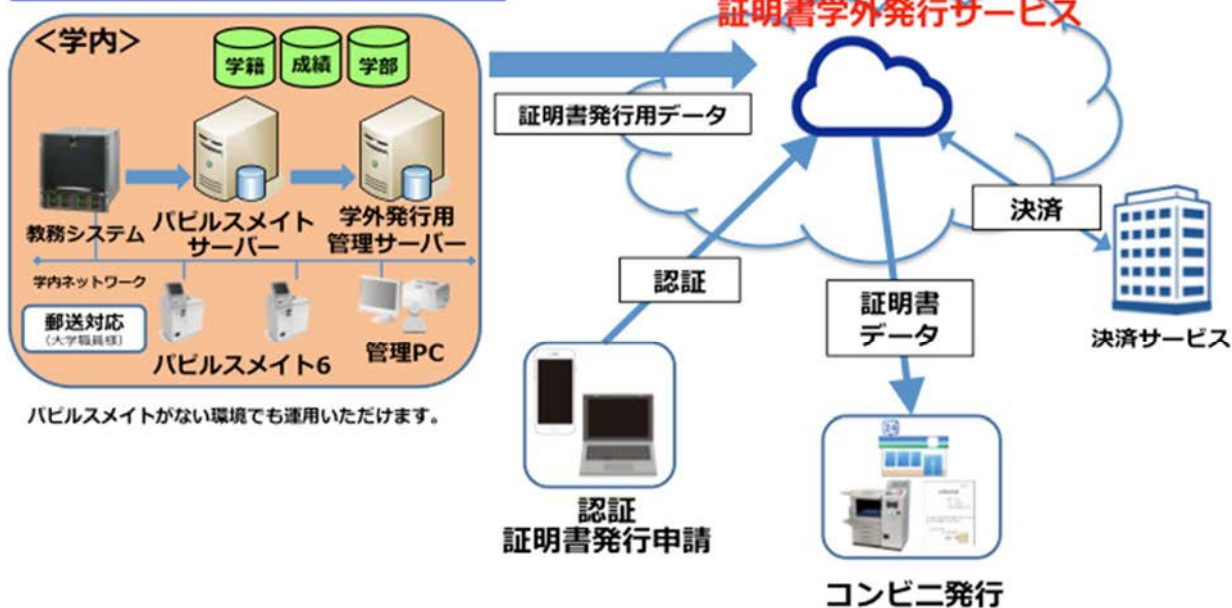 証明書学外発行サービス
＜学内＞
学籍
成績
学部
証明書発行用データ
教務システム
パピルスメイト
サーバー
学外発行用
管理サーバー
学内ネットワーク
郵送対応
（大学職員様）
パピルスメイト6
管理PC
パピルスメイトがない環境でも運用いただけます。
認証
決済
証明書
データ
決済サービス
認証
証明書発行申請
24
コンビニ発行